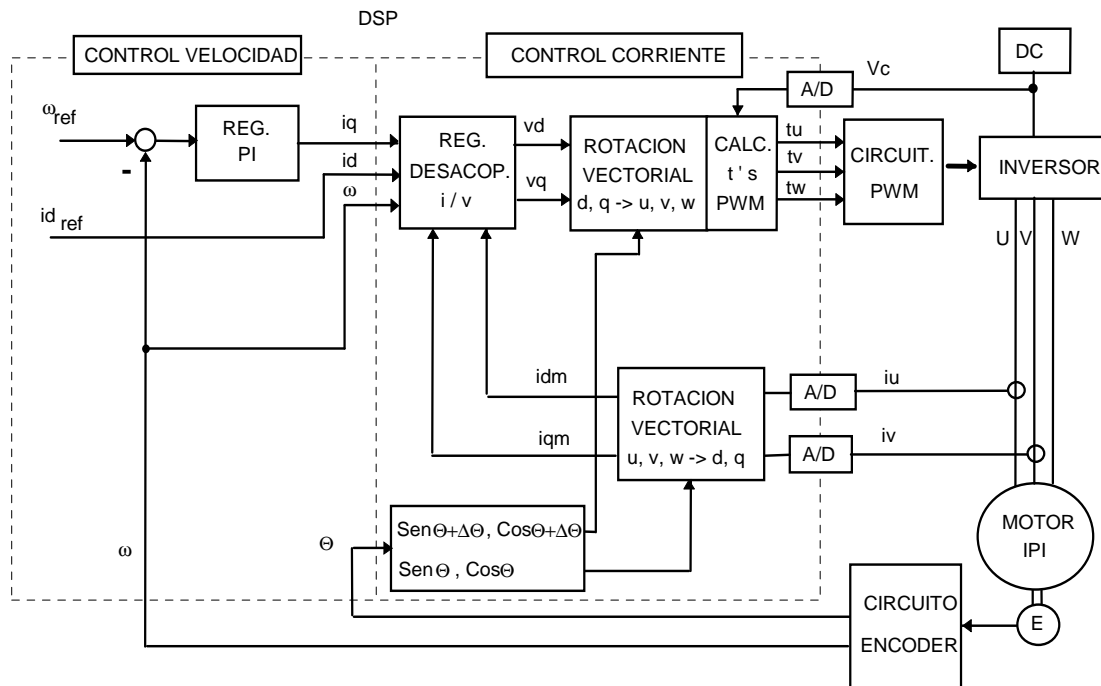 DSP
CONTROL VELOCIDAD
CONTROL CORRIENTE
DC
Vc
A/D
ωref
-
REG.
PI
iq
id
ω
idref
REG.
DESACOP.
i / v
vd
vq
ROTACION
VECTORIAL
d, q -> u, v, w
CALC.
t ' s
PWM
tu
tv
tw
CIRCUIT.
PWM
INVERSOR
U V W
idm
iqm
ROTACION
VECTORIAL
u, v, w -> d, q
A/D
iu
A/D
iv
SenΘ+ΔΘ , CosΘ+ΔΘ
SenΘ , CosΘ
Θ
ω
MOTOR
IPI
E
CIRCUITO
ENCODER